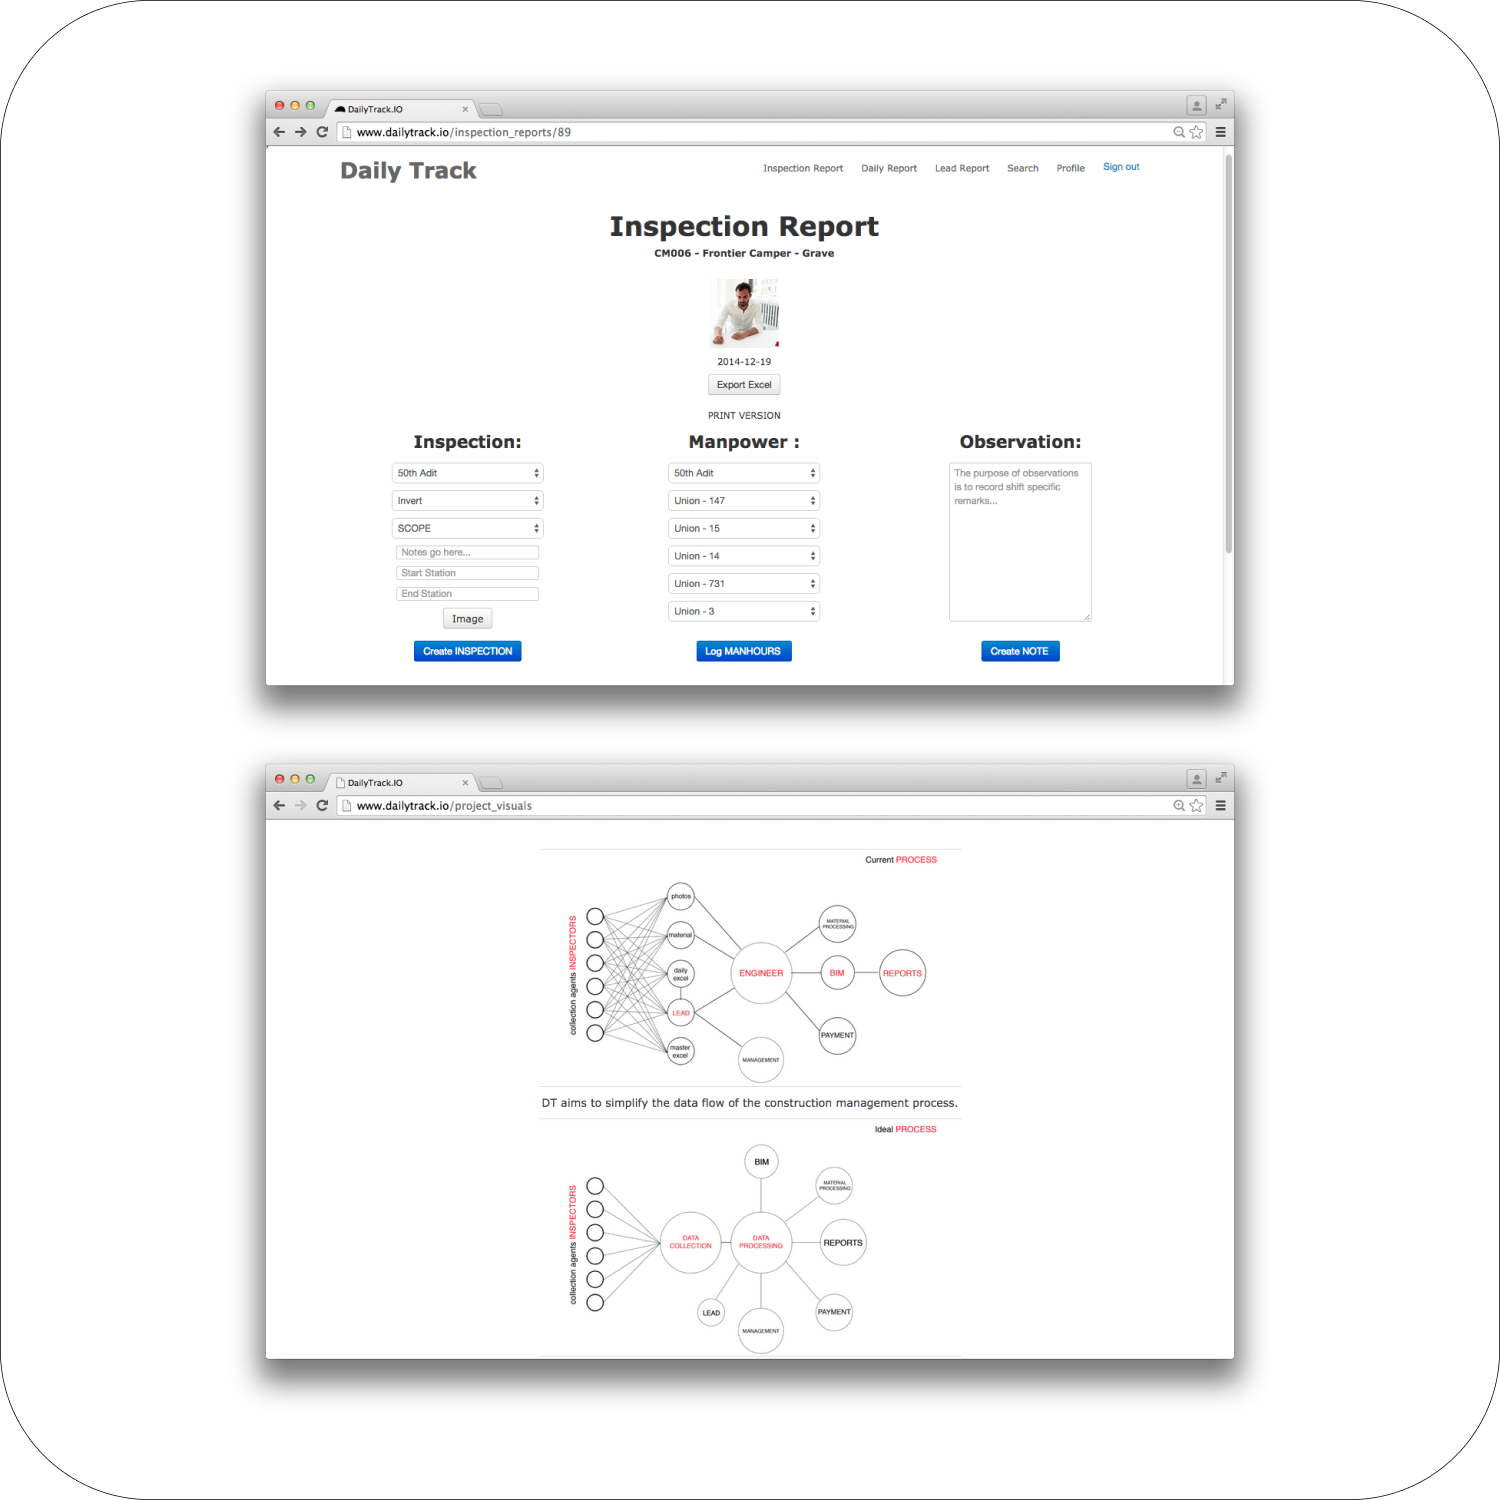 DailyTrack.IO
www.dailytrack.io/inspection_reports/89
Daily Track
Inspection Report
Daily Report
Lead Report
Search
Profile
Sign out
Inspection Report
CM006 - Frontier Camper - Grave
2014-12-19
Export Excel
PRINT VERSION
Inspection:
50th Adit
Invert
SCOPE
Notes go here...
Start Station
End Station
Image
Create INSPECTION
Manpower :
50th Adit
Union - 147
Union - 15
Union - 14
Union - 731
Union - 3
Log MANHOURS
Observation:
The purpose of observations
is to record shift specific
remarks...
Create NOTE
DailyTrack.IO
www.dailytrack.io/project_visuals
Current PROCESS
collection agents INSPECTORS
photos
material
daily
excel
LEAD
master
excel
ENGINEER
MANAGEMENT
MATERIAL
PROCESSING
BIM
REPORTS
PAYMENT
DT aims to simplify the data flow of the construction management process.
Ideal PROCESS
collection agents INSPECTORS
DATA
COLLECTION
DATA
PROCESSING
BIM
MATERIAL
PROCESSING
REPORTS
PAYMENT
MANAGEMENT
LEAD